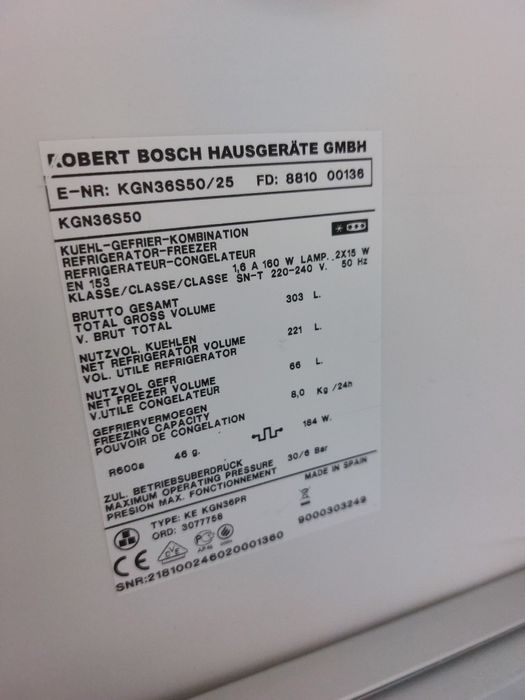 ROBERT BOSCH HAUSGERÄTE GMBH
E-NR: KGN36S50/25 FD: 8810 00136
KGN36S50
KUEHL-GEFRIER-KOMBINATION
REFRIGERATOR-FREEZER
REFRIGERATEUR-CONGELATEUR
EN 153 1,6 A 160 W LAMP..2X15 W
KLASSE/CLASSE/CLASSE SN-T 220-240 V. 50 Hz
BRUTTO GESAMT
TOTAL GROSS VOLUME 303 L.
V. BRUT TOTAL
NUTZVOL. KUEHLEN
NET REFRIGERATOR VOLUME 221 L.
VOL. UTILE REFRIGERATOR
NUTZVOL GEFR
NET FREEZER VOLUME 66 L.
V.UTILE CONGELATEUR
GEFRIERVERMOEGEN
FREEZING CAPACITY 8,0 Kg /24h
POUVOIR DE CONGELATION
R600a 46 g. 184 W.
ZUL. BETRIEBSUBERDRUCK
MAXIMUM OPERATING PRESSURE 30/6 Bar
PRESION MAX. FONCTIONNEMENT
MADE IN SPAIN
TYPE: KE KGN36PR
ORD: 3077758
9000303249
CE
SNR:218100246020001360